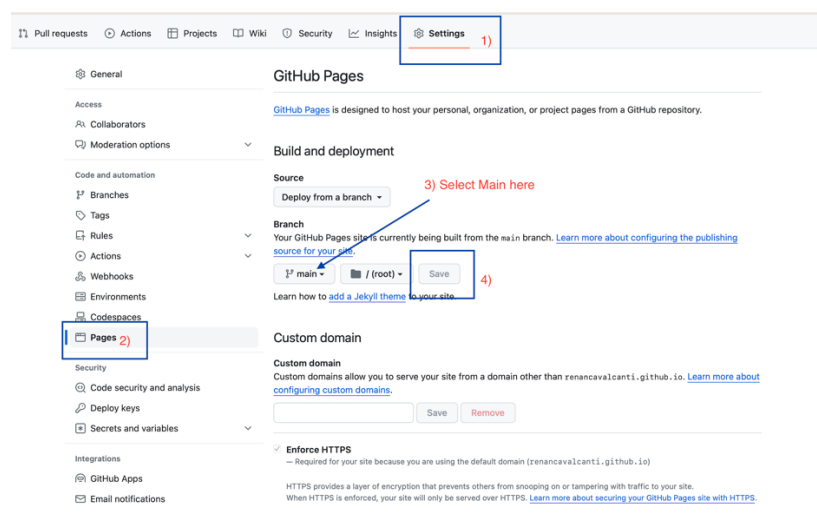 Pull requests Actions Projects Wiki Security Insights Settings 1)
General
Access
Collaborators
Moderation options
Code and automation
Branches
Tags
Rules
Actions
Webhooks
Environments
Codespaces
Pages 2)
Security
Code security and analysis
Deploy keys
Secrets and variables
Integrations
GitHub Apps
Email notifications
GitHub Pages
GitHub Pages is designed to host your personal, organization, or project pages from a GitHub repository.
Build and deployment
Source
Deploy from a branch
3) Select Main here
Branch
Your GitHub Pages site is currently being built from the main branch. Learn more about configuring the publishing
source for your site.
main / (root) Save 4)
Learn how to add a Jekyll theme to your site.
Custom domain
Custom domain
Custom domains allow you to serve your site from a domain other than renancavalcanti.github.io. Learn more about
configuring custom domains.
Save Remove
Enforce HTTPS
— Required for your site because you are using the default domain (renancavalcanti.github.io)
HTTPS provides a layer of encryption that prevents others from snooping on or tampering with traffic to your site.
When HTTPS is enforced, your site will only be served over HTTPS. Learn more about securing your GitHub Pages site with HTTPS.